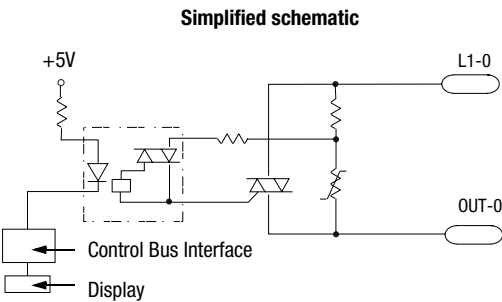 Simplified schematic
+5V
L1-0
OUT-0
Control Bus Interface
Display